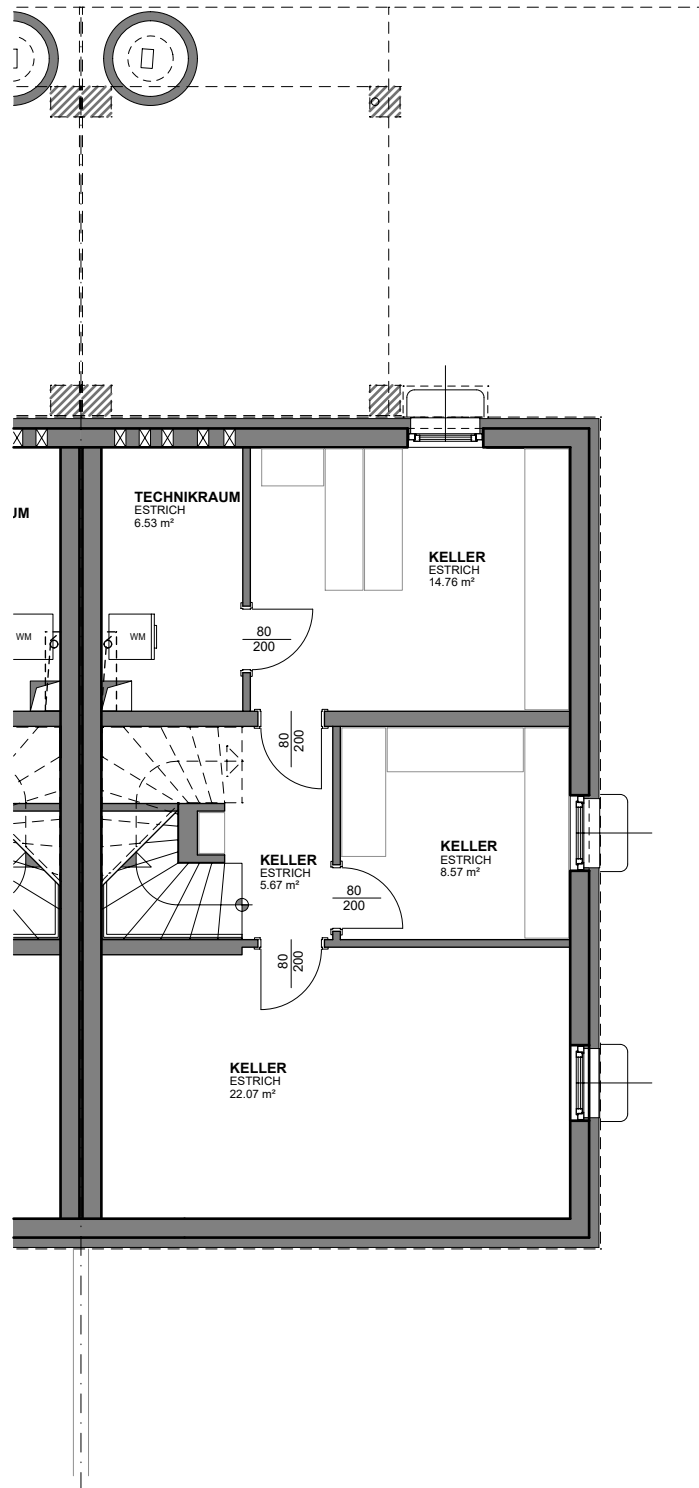 TECHNIKRAUM
ESTRICH
6.53 m²
KELLER
ESTRICH
14.76 m²
WM
WM
80
200
80
200
KELLER
ESTRICH
5.67 m²
KELLER
ESTRICH
8.57 m²
80
200
80
200
KELLER
ESTRICH
22.07 m²